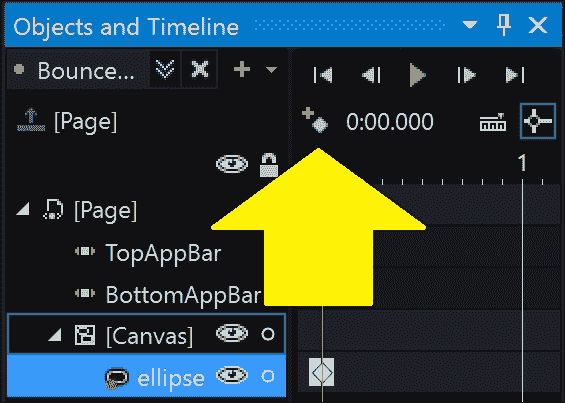 Objects and Timeline
Bounce...
[Page]
0:00.000
1
[Page]
TopAppBar
BottomAppBar
[Canvas]
ellipse